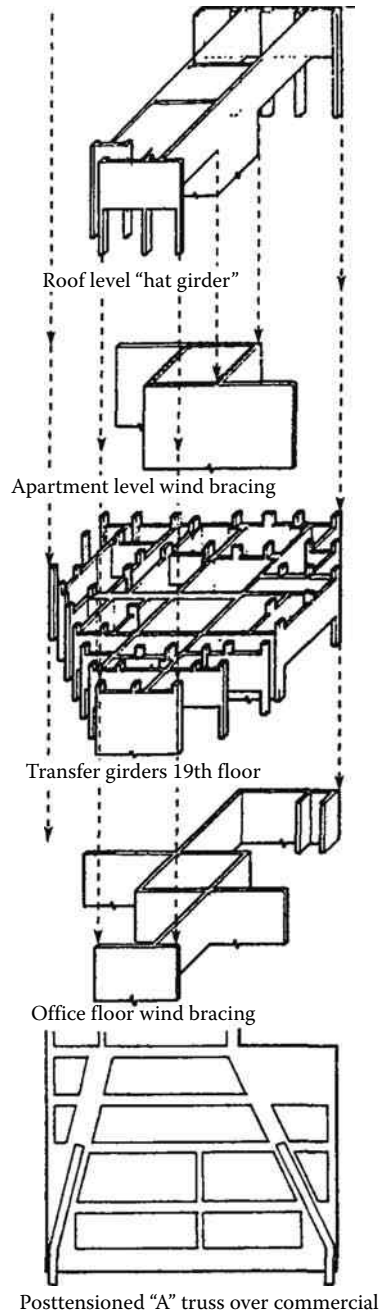 Roof level “hat girder”
Apartment level wind bracing
Transfer girders 19th floor
Office floor wind bracing
Posttensioned “A” truss over commercial